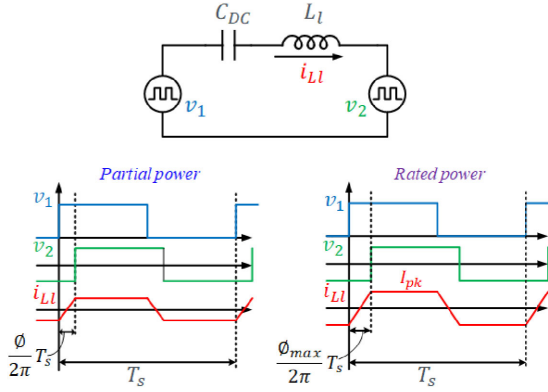 C_DC L_l
i_Ll
v_1 v_2
Partial power
v_1
v_2
i_Ll
Ø/2π T_s
T_s
Rated power
v_1
v_2
I_pk
i_Ll
Ø_max/2π T_s
T_s